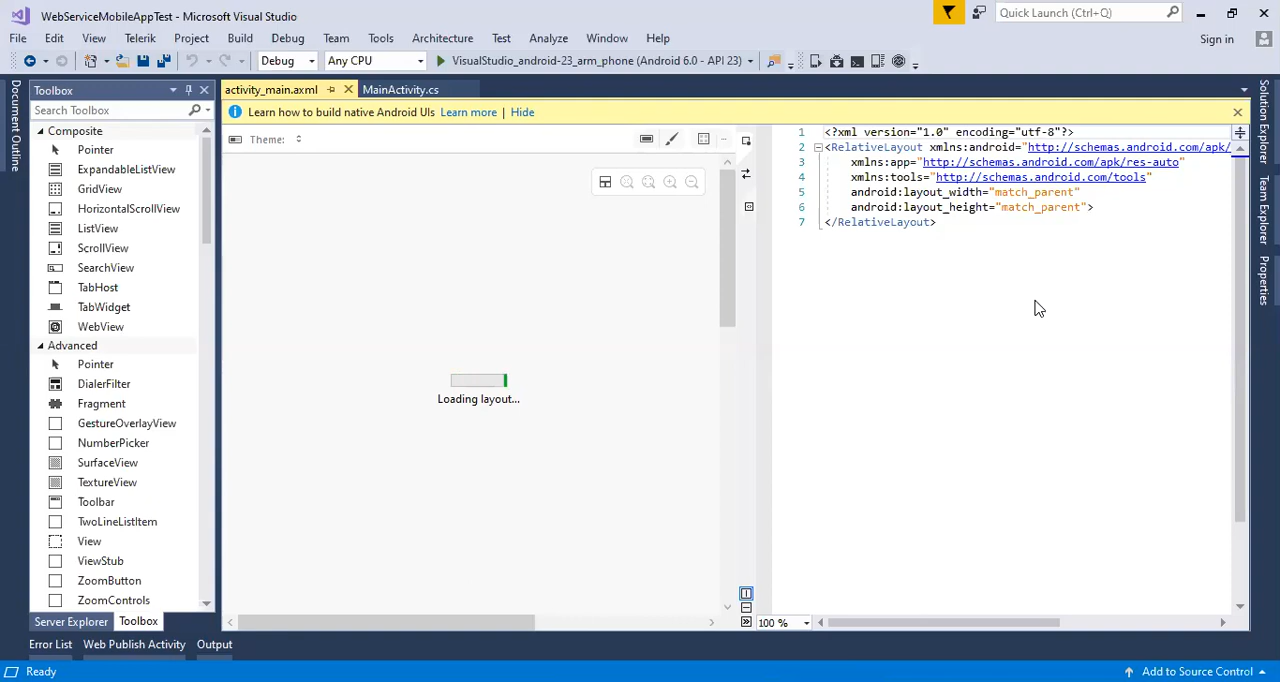 WebServiceMobileAppTest - Microsoft Visual Studio
Quick Launch (Ctrl+Q)
File Edit View Telerik Project Build Debug Team Tools Architecture Test Analyze Window Help
Sign in
Debug Any CPU VisualStudio_android-23_arm_phone (Android 6.0 - API 23)
Document Outline
Toolbox
Search Toolbox
Composite
Pointer
ExpandableListView
GridView
HorizontalScrollView
ListView
ScrollView
SearchView
TabHost
TabWidget
WebView
Advanced
Pointer
DialerFilter
Fragment
GestureOverlayView
NumberPicker
SurfaceView
TextureView
Toolbar
TwoLineListItem
View
ViewStub
ZoomButton
ZoomControls
Server Explorer Toolbox
activity_main.axml MainActivity.cs
Learn how to build native Android UIs Learn more | Hide
Theme:
Loading layout...
1 <?xml version="1.0" encoding="utf-8"?>
2 <RelativeLayout xmlns:android="http://schemas.android.com/apk/
3 xmlns:app="http://schemas.android.com/apk/res-auto"
4 xmlns:tools="http://schemas.android.com/tools"
5 android:layout_width="match_parent"
6 android:layout_height="match_parent">
7 </RelativeLayout>
100 %
Solution Explorer
Team Explorer
Properties
Error List Web Publish Activity Output
Ready
Add to Source Control